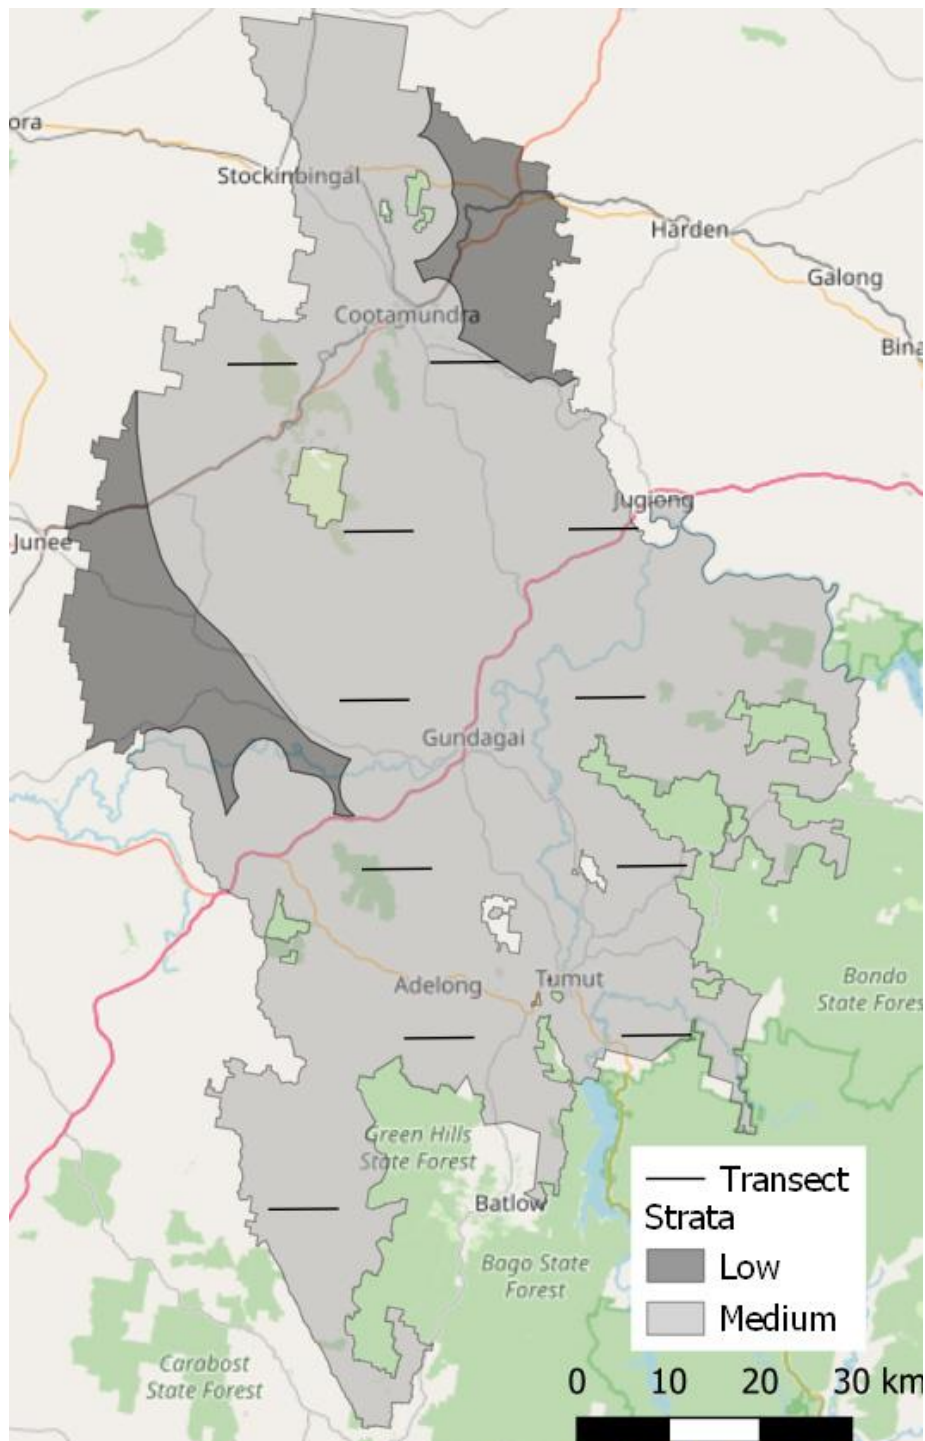 ora
Stockinbingal
Harden
Galong
Cootamundra
Bina
Jugiong
Junee
Gundagai
Adelong
Tumut
Bondo
State Fores
Green Hills
State Forest
Batlow
Bago State
Forest
Carabost
State Forest
Transect
Strata
Low
Medium
0 10 20 30 km